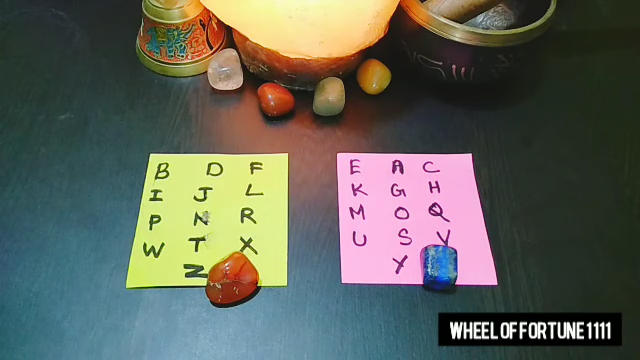 B D F
I J L
P N R
W T X
Z
E A C
K G H
M O Q
U S V
Y
WHEEL OF FORTUNE 1111